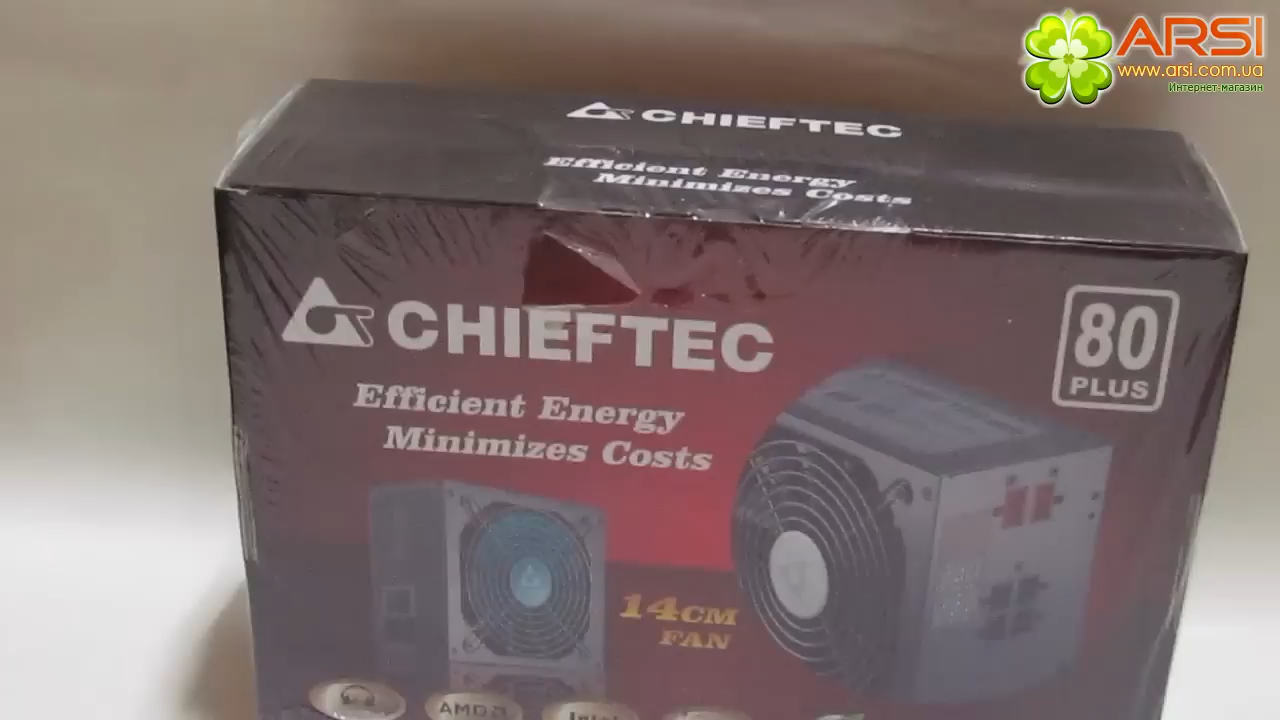 ARSI
www.arsi.com.ua
Интернет-магазин
CHIEFTEC
Efficient Energy
Minimizes Costs
CHIEFTEC
80
PLUS
Efficient Energy
Minimizes Costs
14CM
FAN
AMD